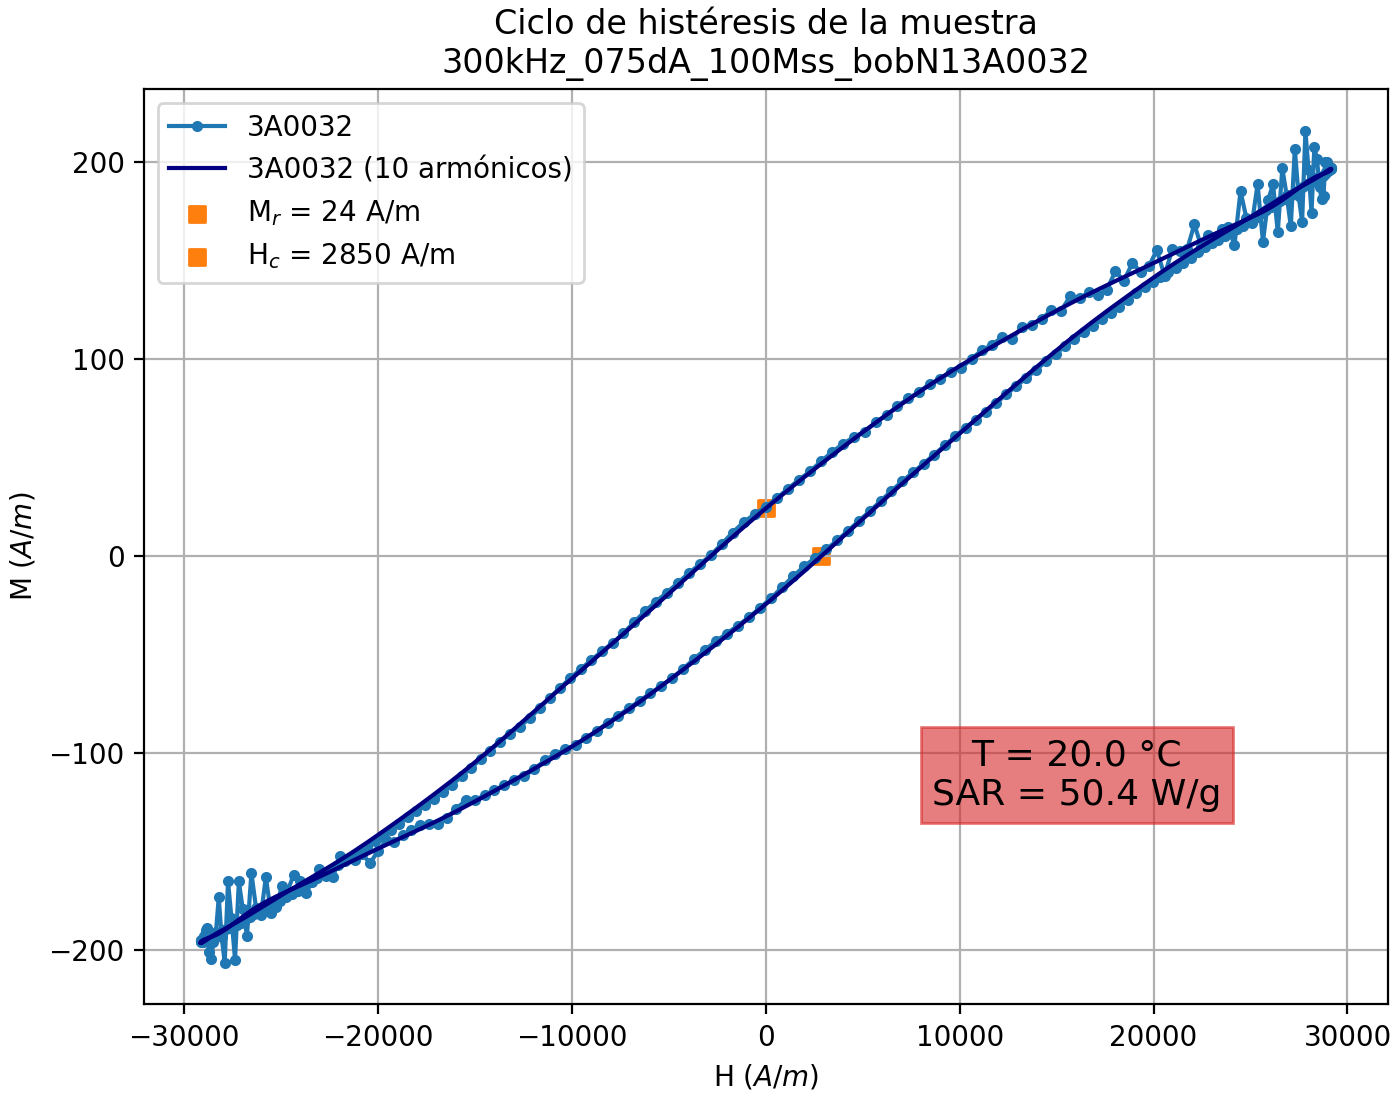 Ciclo de histéresis de la muestra
300kHz_075dA_100Mss_bobN13A0032
3A0032
3A0032 (10 armónicos)
Mr = 24 A/m
Hc = 2850 A/m
200
100
0
−100
−200
M (A/m)
T = 20.0 °C
SAR = 50.4 W/g
−30000 −20000 −10000 0 10000 20000 30000
H (A/m)